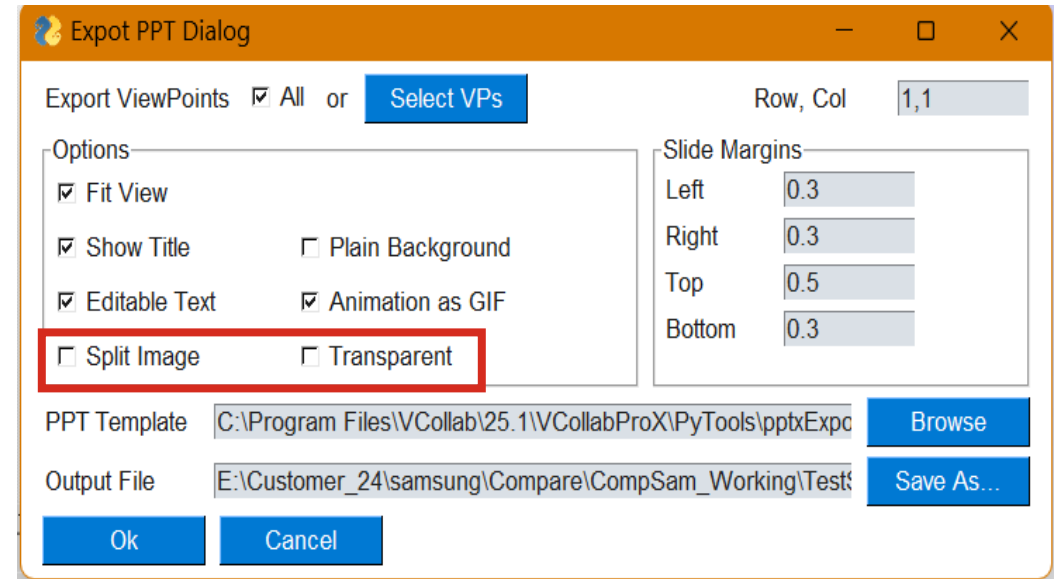 Expot PPT Dialog
Export ViewPoints All or Select VPs Row, Col 1,1
Options
Fit View
Show Title Plain Background
Editable Text Animation as GIF
Split Image Transparent
Slide Margins
Left 0.3
Right 0.3
Top 0.5
Bottom 0.3
PPT Template C:\Program Files\VCollab\25.1\VCollabProX\PyTools\pptxExpo Browse
Output File E:\Customer_24\samsung\Compare\CompSam_Working\TestS Save As...
Ok Cancel